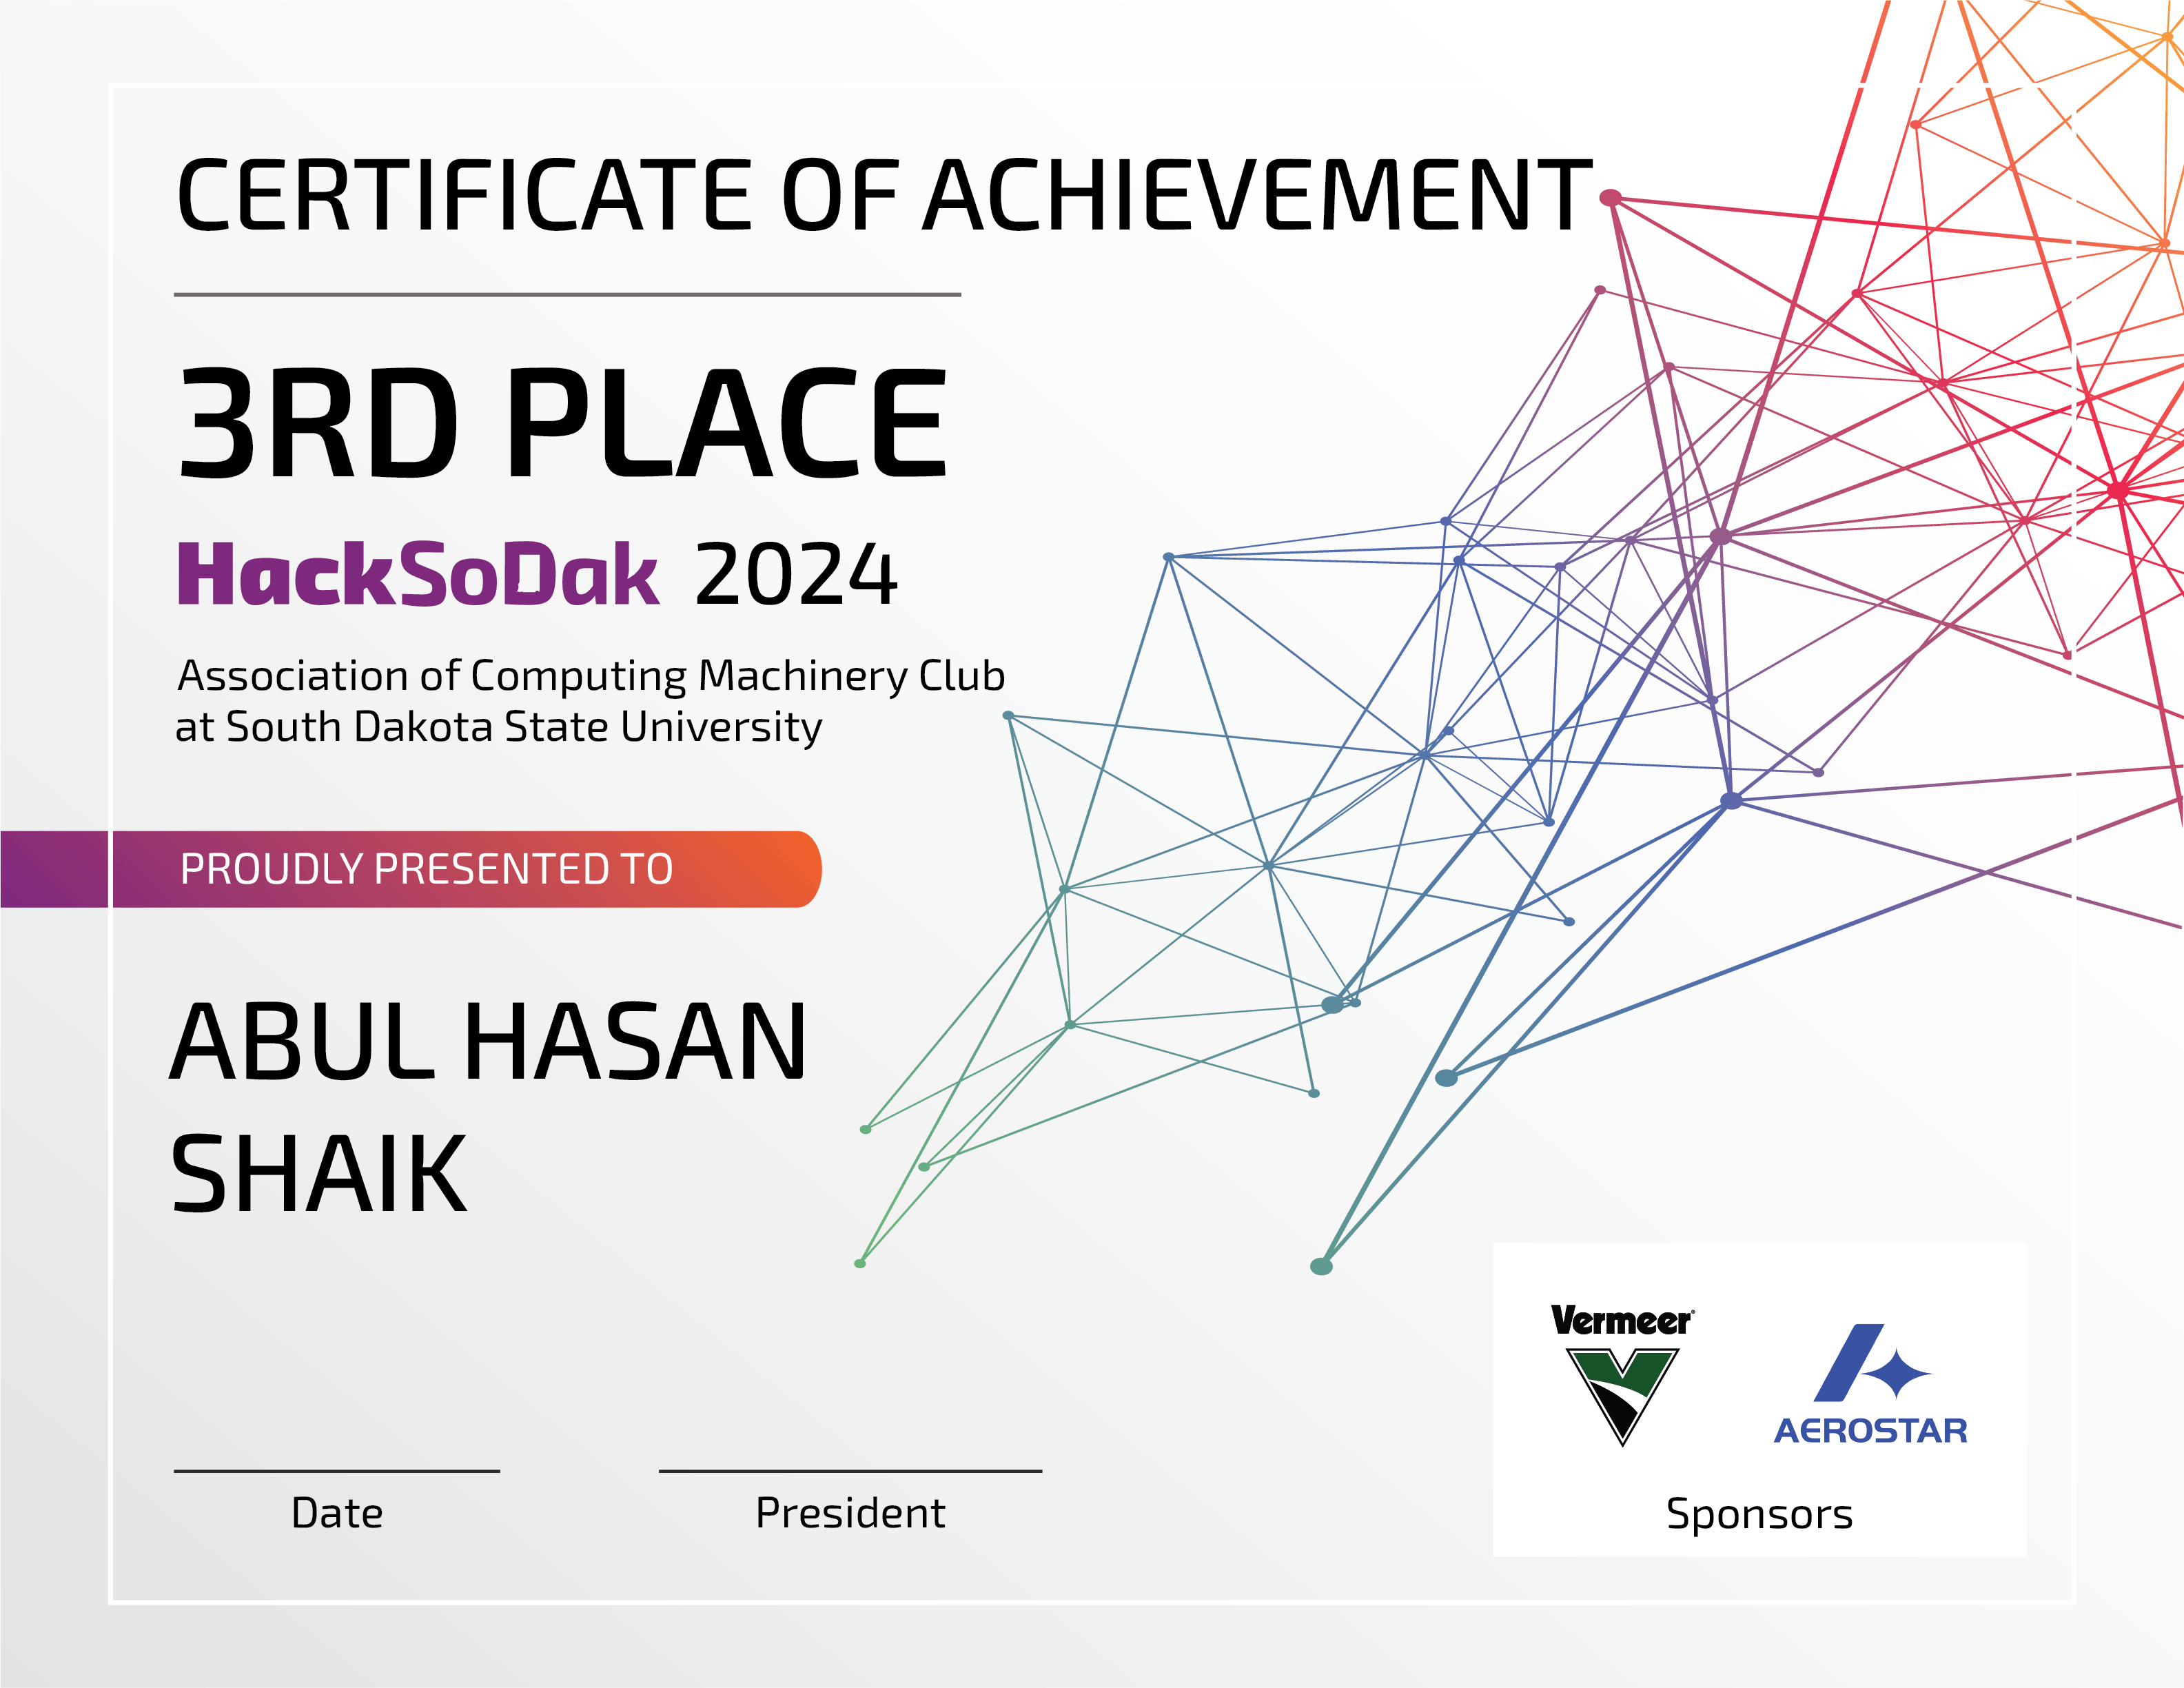 CERTIFICATE OF ACHIEVEMENT
3RD PLACE
HackSoDak 2024
Association of Computing Machinery Club
at South Dakota State University
PROUDLY PRESENTED TO
ABUL HASAN
SHAIK
Date
President
Vermeer®
AEROSTAR
Sponsors